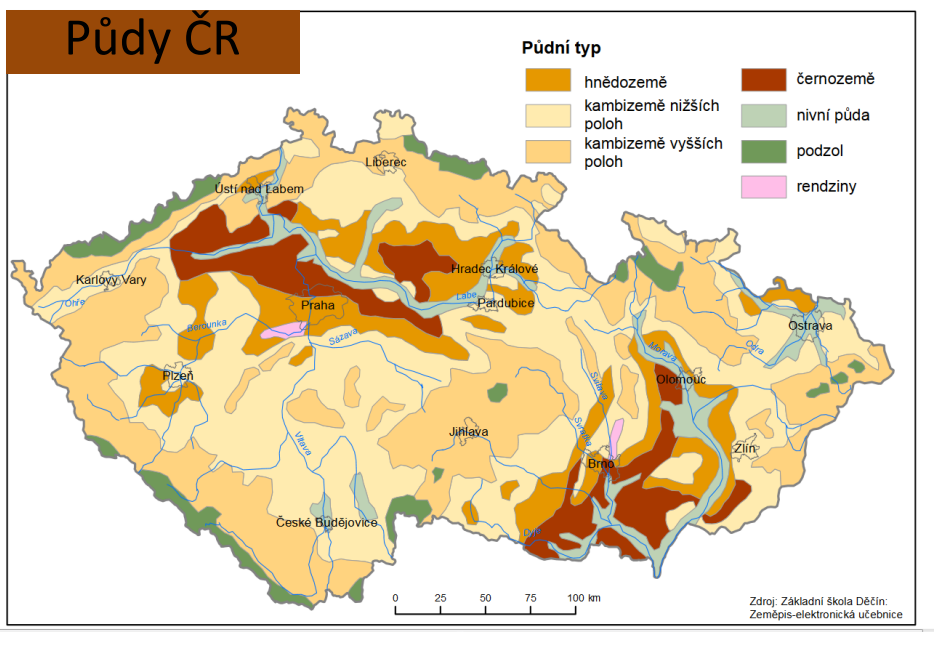 Půdy ČR
Půdní typ
hnědozemě
kambizemě nižších
poloh
kambizemě vyšších
poloh
černozemě
nivní půda
podzol
rendziny
Liberec
Ústí nad Labem
Karlovy Vary
Ohře
Hradec Králové
Labe
Pardubice
Praha
Berounka
Sázava
Ostrava
Odra
Morava
Plzeň
Olomouc
Svitava
Svratka
Jihlava
Vltava
Zlín
Brno
České Budějovice
Dyje
0 25 50 75 100 km
Zdroj: Základní škola Děčín:
Zeměpis-elektronická učebnice